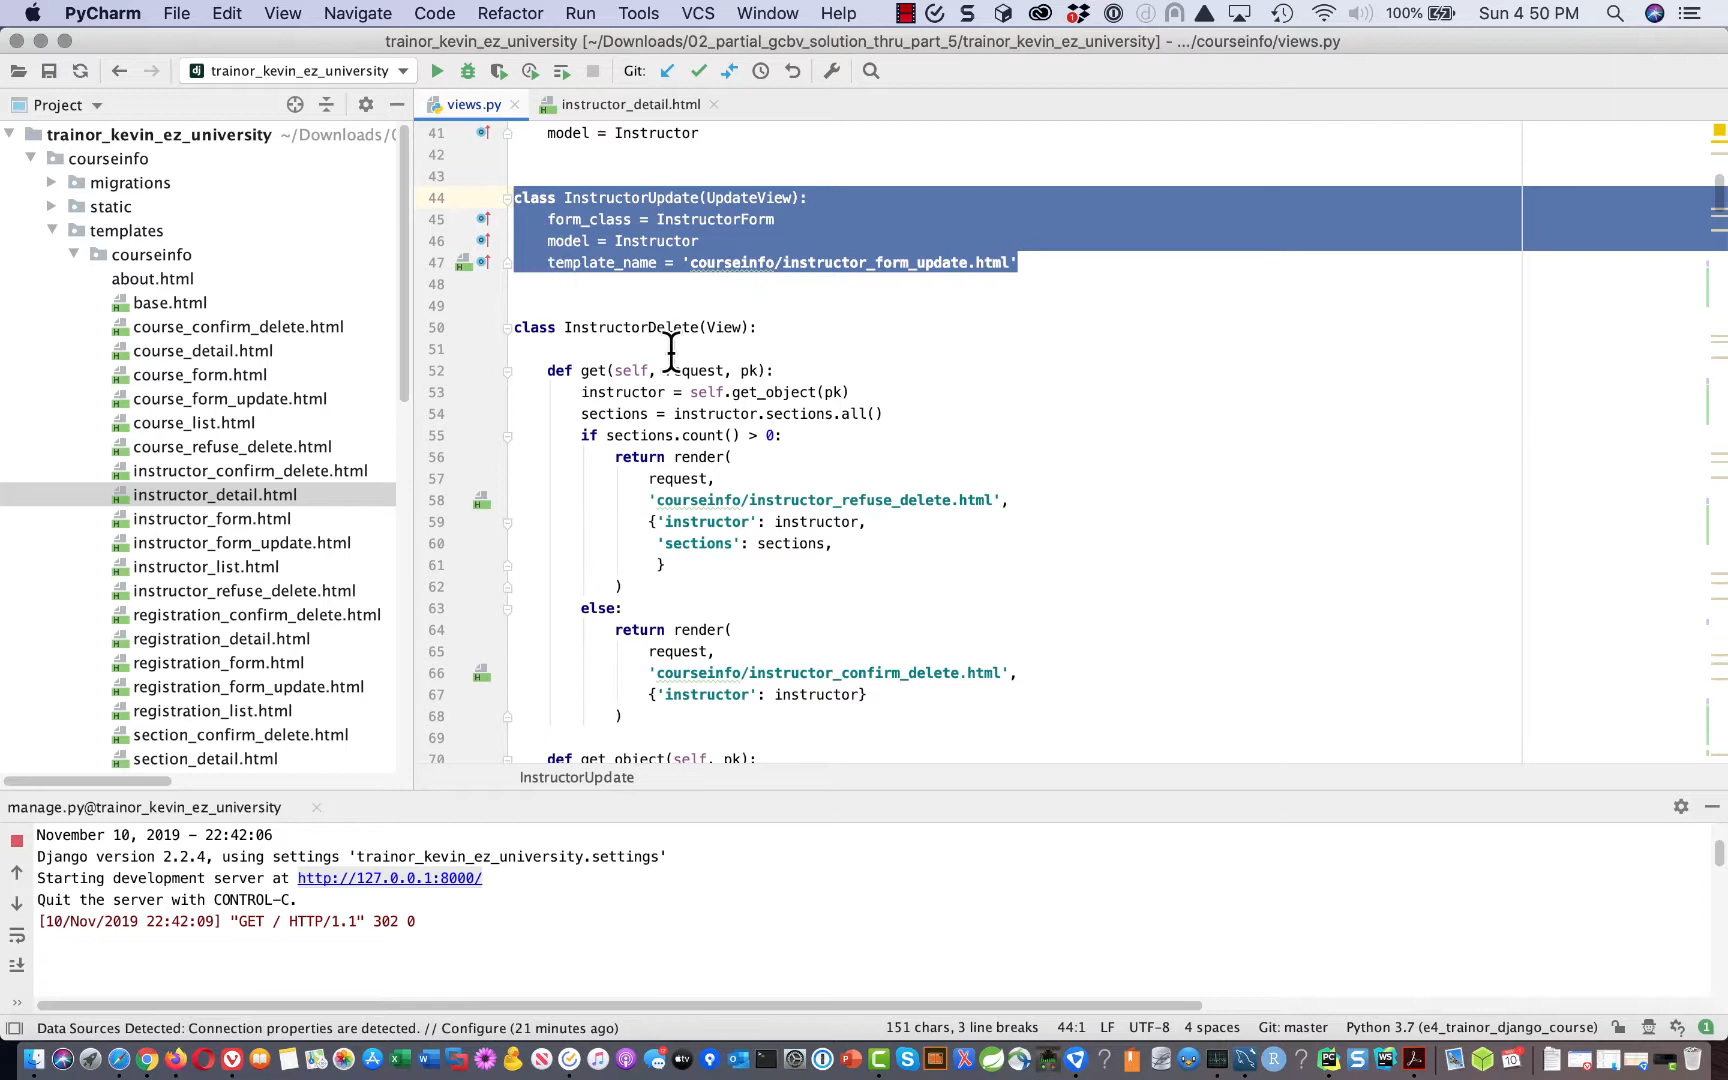 PyCharm File Edit View Navigate Code Refactor Run Tools VCS Window Help 100% Sun 4 50 PM
trainor_kevin_ez_university [~/Downloads/02_partial_gcbv_solution_thru_part_5/trainor_kevin_ez_university] - .../courseinfo/views.py
trainor_kevin_ez_university Git:
Project views.py instructor_detail.html
trainor_kevin_ez_university ~/Downloads/
courseinfo
migrations
static
templates
courseinfo
about.html
base.html
course_confirm_delete.html
course_detail.html
course_form.html
course_form_update.html
course_list.html
course_refuse_delete.html
instructor_confirm_delete.html
instructor_detail.html
instructor_form.html
instructor_form_update.html
instructor_list.html
instructor_refuse_delete.html
registration_confirm_delete.html
registration_detail.html
registration_form.html
registration_form_update.html
registration_list.html
section_confirm_delete.html
section_detail.html
41 model = Instructor
42
43
44 class InstructorUpdate(UpdateView):
45 form_class = InstructorForm
46 model = Instructor
47 template_name = 'courseinfo/instructor_form_update.html'
48
49
50 class InstructorDelete(View):
51
52 def get(self, request, pk):
53 instructor = self.get_object(pk)
54 sections = instructor.sections.all()
55 if sections.count() > 0:
56 return render(
57 request,
58 'courseinfo/instructor_refuse_delete.html',
59 {'instructor': instructor,
60 'sections': sections,
61 }
62 )
63 else:
64 return render(
65 request,
66 'courseinfo/instructor_confirm_delete.html',
67 {'instructor': instructor}
68 )
69
70 def get_object(self, pk):
InstructorUpdate
manage.py@trainor_kevin_ez_university
November 10, 2019 - 22:42:06
Django version 2.2.4, using settings 'trainor_kevin_ez_university.settings'
Starting development server at http://127.0.0.1:8000/
Quit the server with CONTROL-C.
[10/Nov/2019 22:42:09] "GET / HTTP/1.1" 302 0
Data Sources Detected: Connection properties are detected. // Configure (21 minutes ago) 151 chars, 3 line breaks 44:1 LF UTF-8 4 spaces Git: master Python 3.7 (e4_trainor_django_course) 1